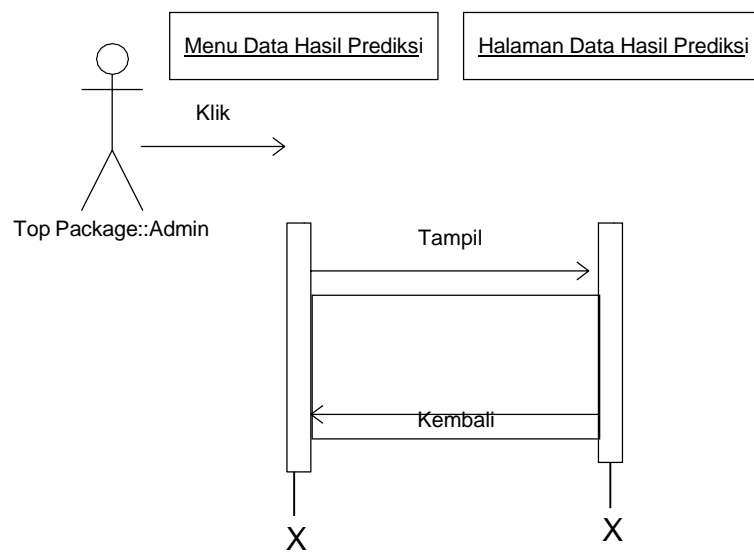 Menu Data Hasil Prediksi
Halaman Data Hasil Prediksi
Klik
Top Package::Admin
Tampil
Kembali
X
X